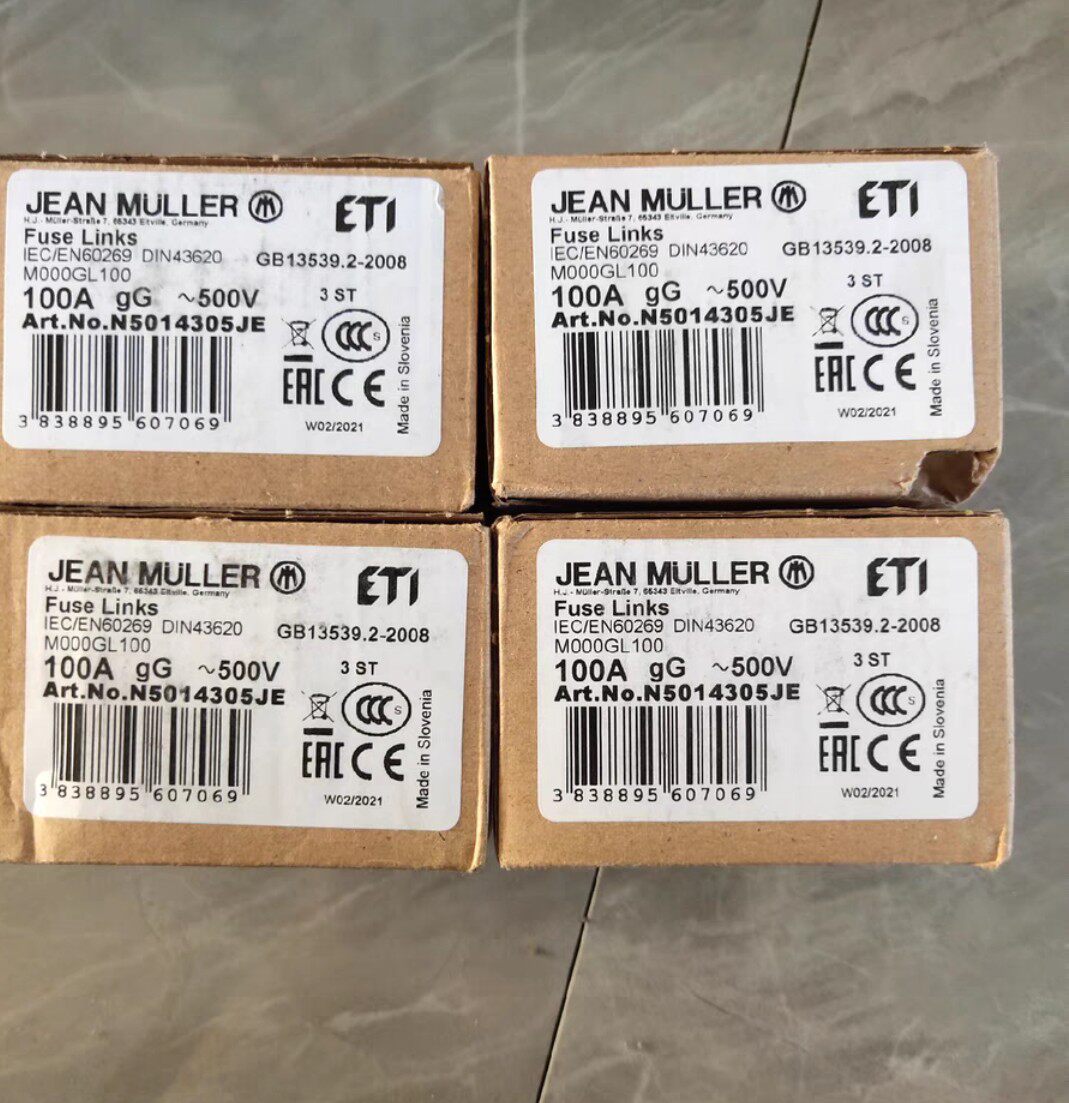 JEAN MÜLLER ETI
H.J. - Müller-Straße 7, 65343 Eltville, Germany
Fuse Links
IEC/EN60269 DIN43620 GB13539.2-2008
M000GL100
100A gG ~500V 3 ST
Art.No.N5014305JE
CCC S
EAC CE
Made in Slovenia
3 838895 607069
W02/2021
JEAN MÜLLER ETI
H.J. - Müller-Straße 7, 65343 Eltville, Germany
Fuse Links
IEC/EN60269 DIN43620 GB13539.2-2008
M000GL100
100A gG ~500V 3 ST
Art.No.N5014305JE
CCC S
EAC CE
Made in Slovenia
3 838895 607069
W02/2021
JEAN MÜLLER ETI
H.J. - Müller-Straße 7, 65343 Eltville, Germany
Fuse Links
IEC/EN60269 DIN43620 GB13539.2-2008
M000GL100
100A gG ~500V 3 ST
Art.No.N5014305JE
CCC S
EAC CE
Made in Slovenia
3 838895 607069
W02/2021
JEAN MÜLLER ETI
H.J. - Müller-Straße 7, 65343 Eltville, Germany
Fuse Links
IEC/EN60269 DIN43620 GB13539.2-2008
M000GL100
100A gG ~500V 3 ST
Art.No.N5014305JE
CCC S
EAC CE
Made in Slovenia
3 838895 607069
W02/2021